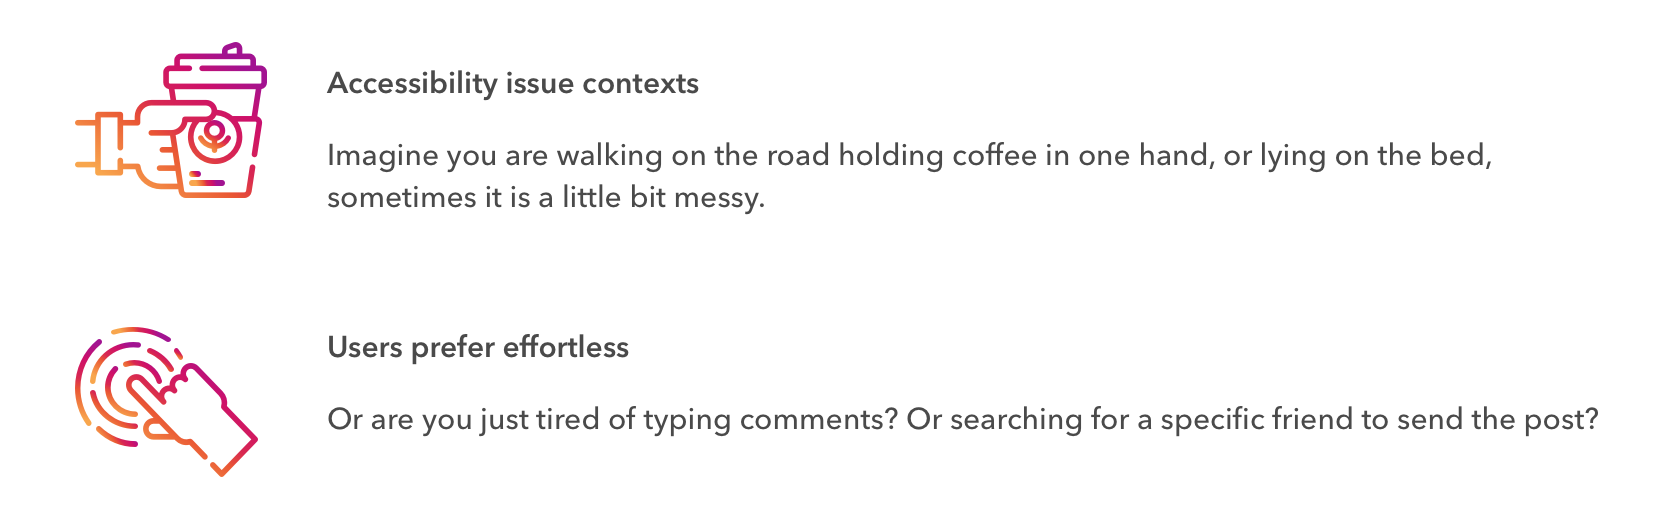 Accessibility issue contexts
Imagine you are walking on the road holding coffee in one hand, or lying on the bed,
sometimes it is a little bit messy.
Users prefer effortless
Or are you just tired of typing comments? Or searching for a specific friend to send the post?